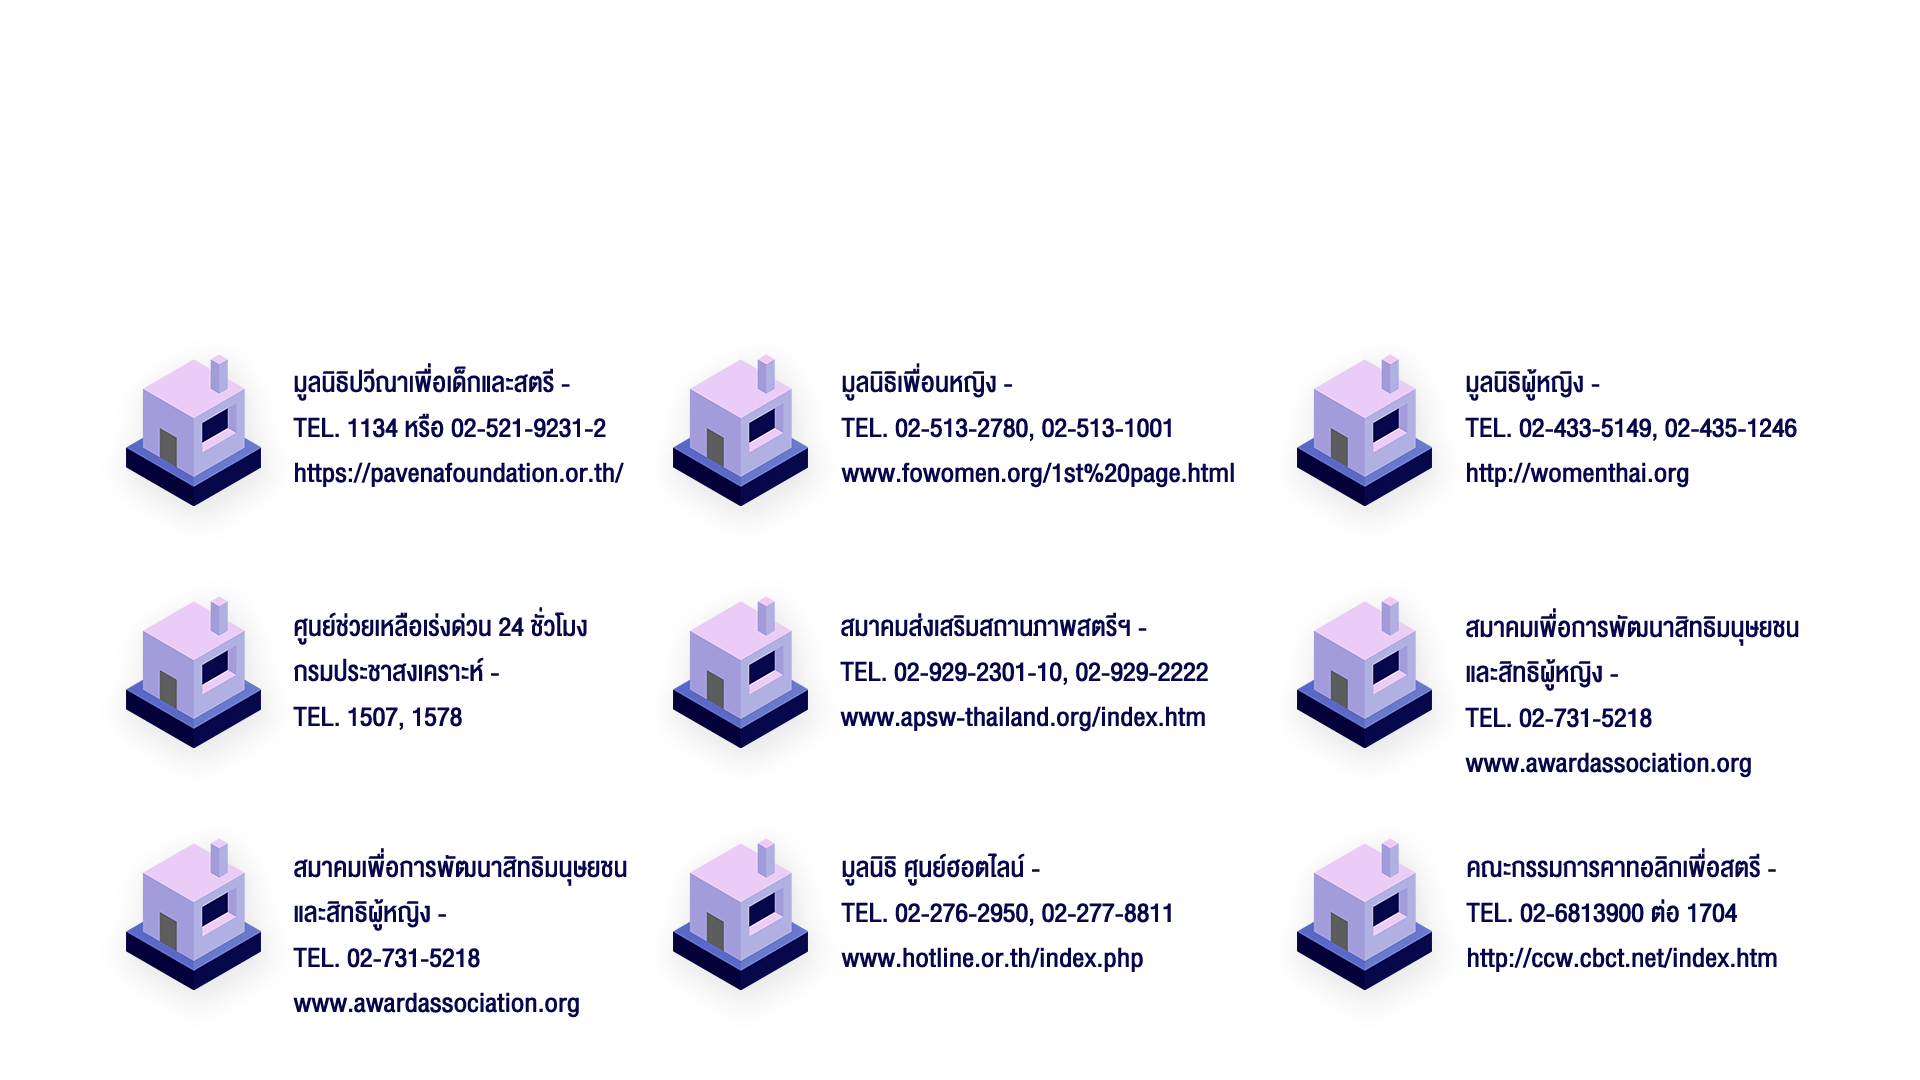 มูลนิธิปวีณาเพื่อเด็กและสตรี -
TEL. 1134 หรือ 02-521-9231-2
https://pavenafoundation.or.th/
มูลนิธิเพื่อนหญิง -
TEL. 02-513-2780, 02-513-1001
www.fowomen.org/1st%20page.html
มูลนิธิผู้หญิง -
TEL. 02-433-5149, 02-435-1246
http://womenthai.org
ศูนย์ช่วยเหลือเร่งด่วน 24 ชั่วโมง
กรมประชาสงเคราะห์ -
TEL. 1507, 1578
สมาคมส่งเสริมสถานภาพสตรีฯ -
TEL. 02-929-2301-10, 02-929-2222
www.apsw-thailand.org/index.htm
สมาคมเพื่อการพัฒนาสิทธิมนุษยชน
และสิทธิผู้หญิง -
TEL. 02-731-5218
www.awardassociation.org
สมาคมเพื่อการพัฒนาสิทธิมนุษยชน
และสิทธิผู้หญิง -
TEL. 02-731-5218
www.awardassociation.org
มูลนิธิ ศูนย์ฮอตไลน์ -
TEL. 02-276-2950, 02-277-8811
www.hotline.or.th/index.php
คณะกรรมการคาทอลิกเพื่อสตรี -
TEL. 02-6813900 ต่อ 1704
http://ccw.cbct.net/index.htm